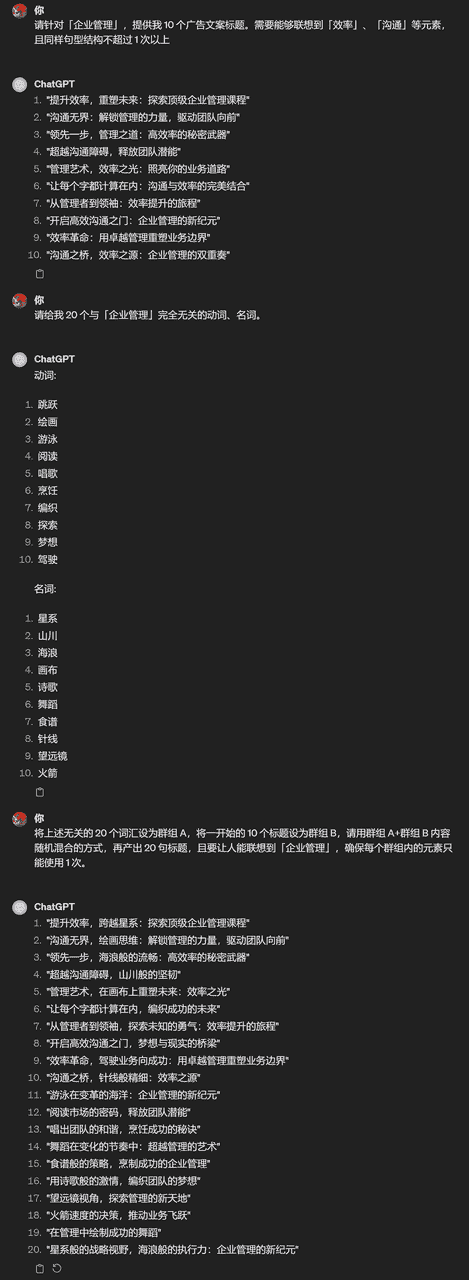 你
请针对「企业管理」，提供我 10 个广告文案标题。需要能够联想到「效率」、「沟通」等元素，
且同样句型结构不超过 1 次以上
ChatGPT
1. "提升效率，重塑未来：探索顶级企业管理课程"
2. "沟通无界：解锁管理的力量，驱动团队向前"
3. "领先一步，管理之道：高效率的秘密武器"
4. "超越沟通障碍，释放团队潜能"
5. "管理艺术，效率之光：照亮你的业务道路"
6. "让每个字都计算在内：沟通与效率的完美结合"
7. "从管理者到领袖：效率提升的旅程"
8. "开启高效沟通之门：企业管理的新纪元"
9. "效率革命：用卓越管理重塑业务边界"
10. "沟通之桥，效率之源：企业管理的双重奏"
你
请给我 20 个与「企业管理」完全无关的动词、名词。
ChatGPT
动词:
1. 跳跃
2. 绘画
3. 游泳
4. 阅读
5. 唱歌
6. 烹饪
7. 编织
8. 探索
9. 梦想
10. 驾驶
名词:
1. 星系
2. 山川
3. 海浪
4. 画布
5. 诗歌
6. 舞蹈
7. 食谱
8. 针线
9. 望远镜
10. 火箭
你
将上述无关的 20 个词汇设为群组 A，将一开始的 10 个标题设为群组 B，请用群组 A+群组 B 内容
随机混合的方式，再产出 20 句标题，且要让人能联想到「企业管理」，确保每个群组内的元素只
能使用 1 次。
ChatGPT
1. "提升效率，跨越星系：探索顶级企业管理课程"
2. "沟通无界，绘画思维：解锁管理的力量，驱动团队向前"
3. "领先一步，海浪般的流畅：高效率的秘密武器"
4. "超越沟通障碍，山川般的坚韧"
5. "管理艺术，在画布上重塑未来：效率之光"
6. "让每个字都计算在内，编织成功的未来"
7. "从管理者到领袖，探索未知的勇气：效率提升的旅程"
8. "开启高效沟通之门，梦想与现实的桥梁"
9. "效率革命，驾驶业务向成功：用卓越管理重塑业务边界"
10. "沟通之桥，针线般精细：效率之源"
11. "游泳在变革的海洋：企业管理的新纪元"
12. "阅读市场的密码，释放团队潜能"
13. "唱出团队的和谐，烹饪成功的秘诀"
14. "舞蹈在变化的节奏中：超越管理的艺术"
15. "食谱般的策略，烹制成功的企业管理"
16. "用诗歌般的激情，编织团队的梦想"
17. "望远镜视角，探索管理的新天地"
18. "火箭速度的决策，推动业务飞跃"
19. "在管理中绘制成功的舞蹈"
20. "星系般的战略视野，海浪般的执行力：企业管理的新纪元"